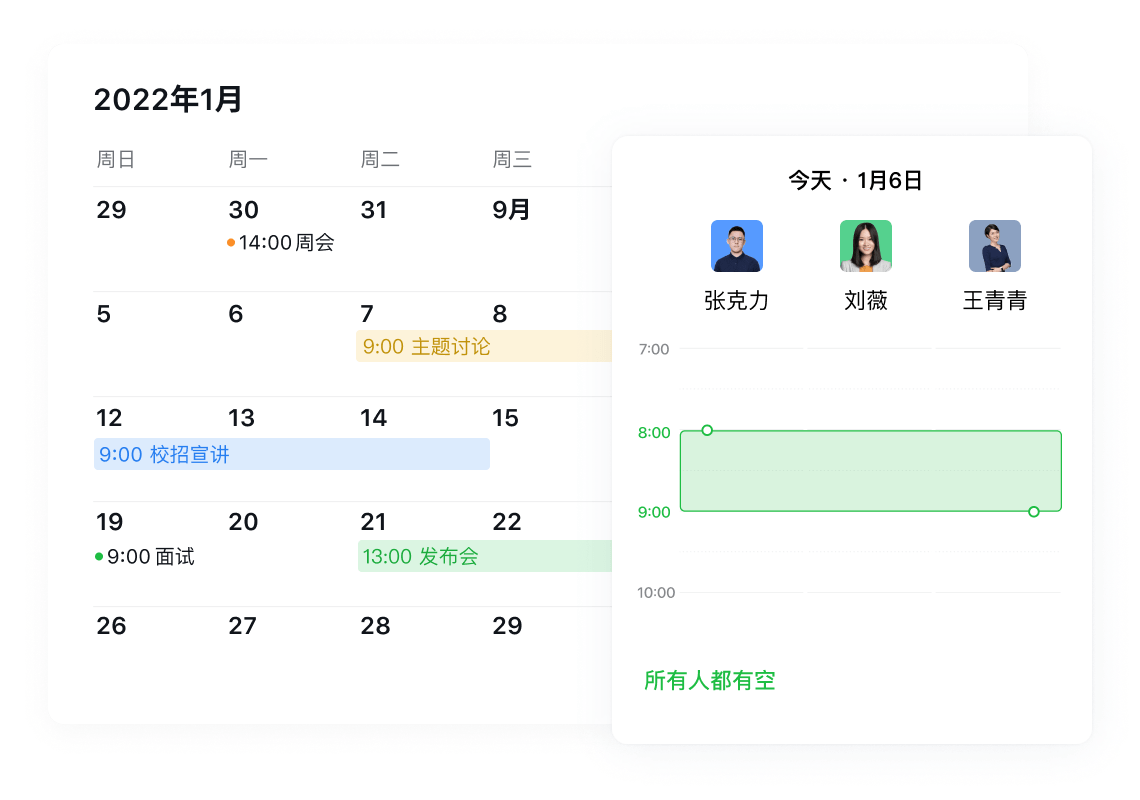 2022年1月
周日 周一 周二 周三
29 30 31 9月
14:00 周会
5 6 7 8
9:00 主题讨论
12 13 14 15
9:00 校招宣讲
19 20 21 22
9:00 面试 13:00 发布会
26 27 28 29
今天 · 1月6日
张克力 刘薇 王青青
7:00
8:00
9:00
10:00
所有人都有空